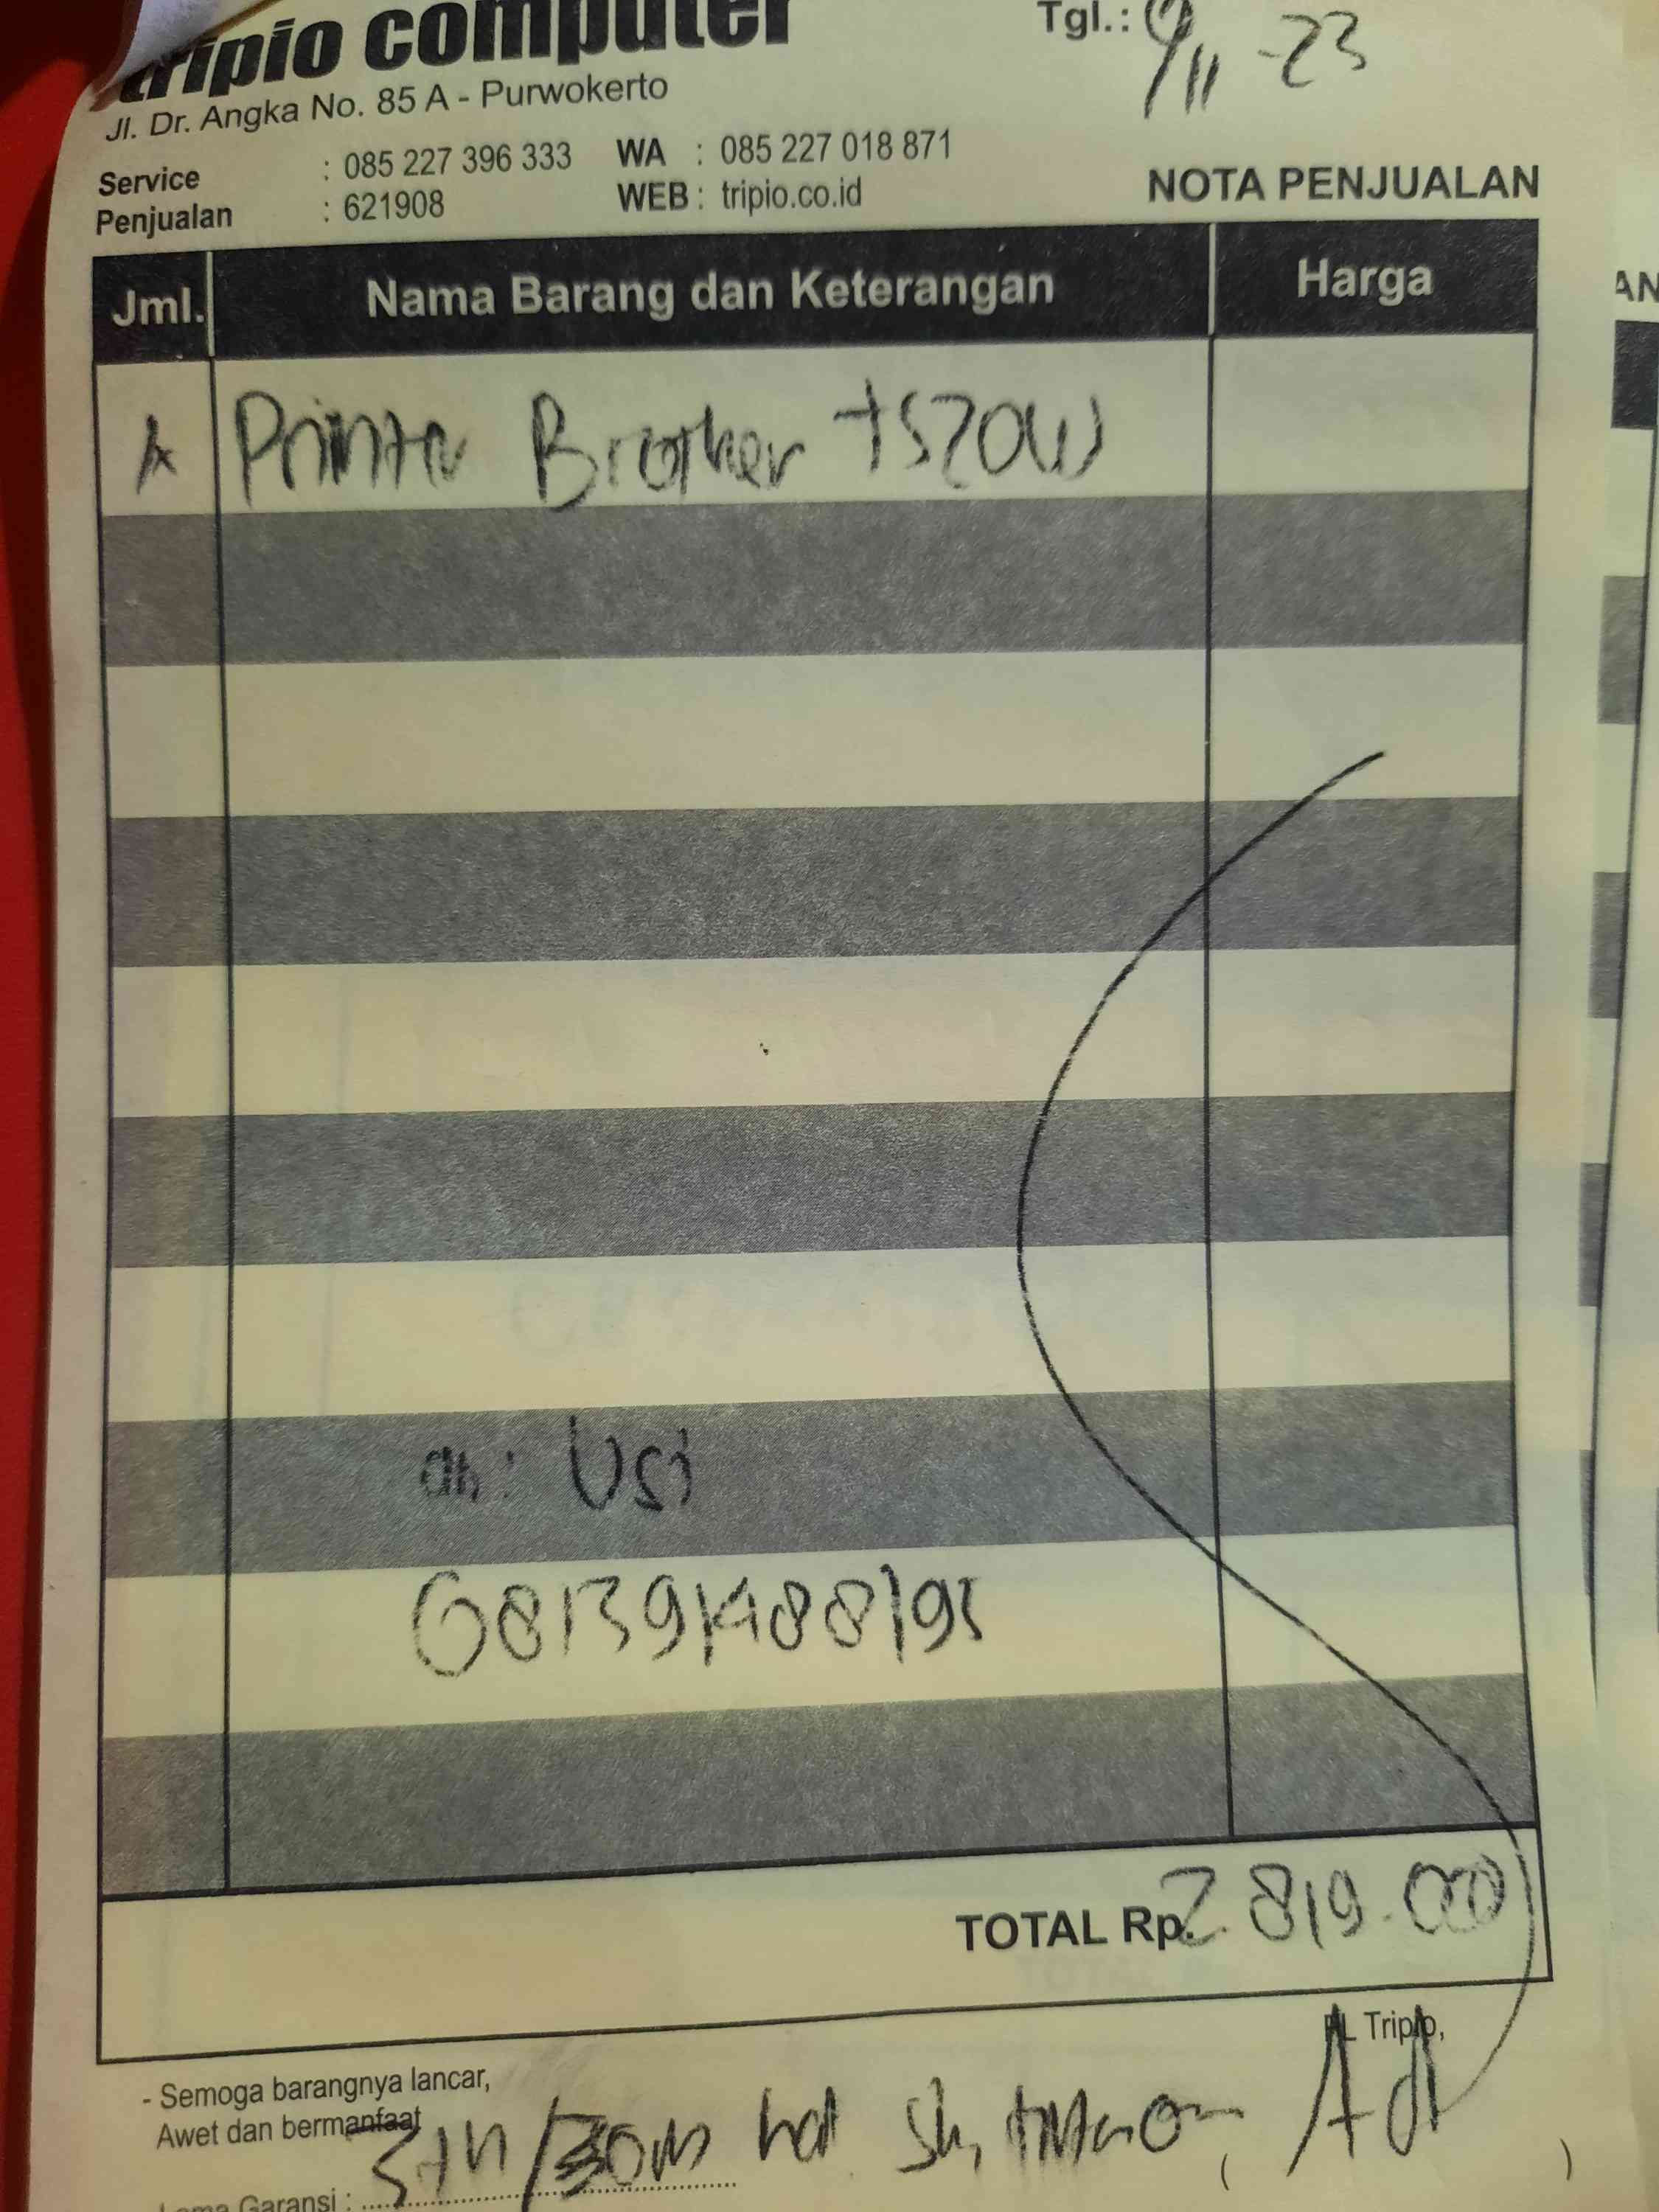 tripio computer
Tgl.: 9/11 -23
Jl. Dr. Angka No. 85 A - Purwokerto
Service : 085 227 396 333 WA : 085 227 018 871
Penjualan : 621908 WEB : tripio.co.id
NOTA PENJUALAN
Jml. Nama Barang dan Keterangan Harga
Printer Brother t520W
an : Usi
TOTAL Rp. 2.819.000
Tripio,
- Semoga barangnya lancar,
Awet dan bermanfaat
Lama Garansi :
AN